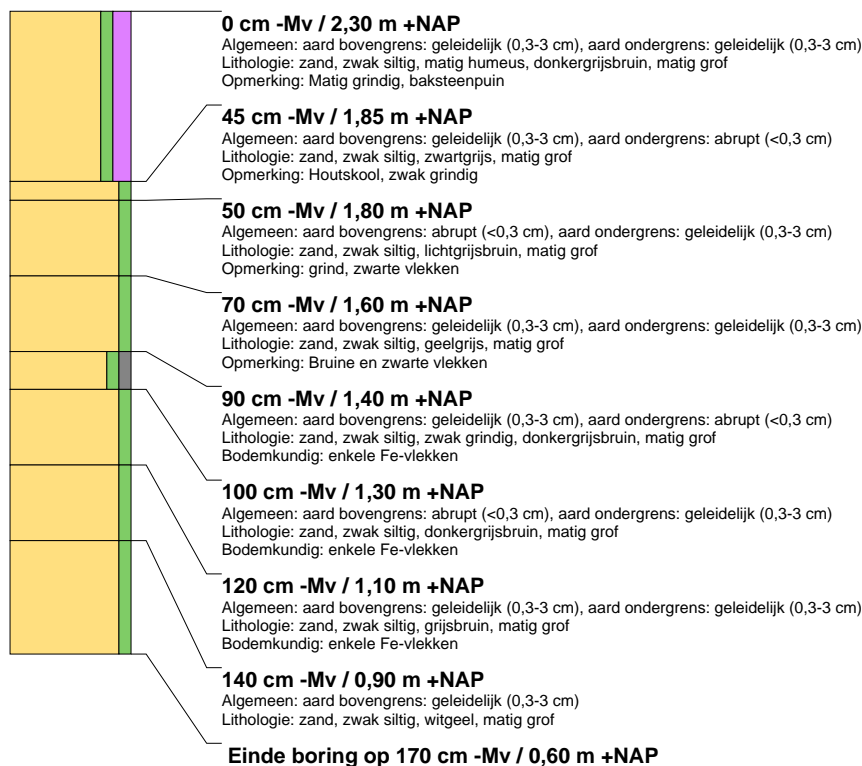 0 cm -Mv / 2,30 m +NAP
Algemeen: aard bovengrens: geleidelijk (0,3-3 cm), aard ondergrens: geleidelijk (0,3-3 cm)
Lithologie: zand, zwak siltig, matig humeus, donkergrijsbruin, matig grof
Opmerking: Matig grindig, baksteenpuin
45 cm -Mv / 1,85 m +NAP
Algemeen: aard bovengrens: geleidelijk (0,3-3 cm), aard ondergrens: abrupt (<0,3 cm)
Lithologie: zand, zwak siltig, zwartgrijs, matig grof
Opmerking: Houtskool, zwak grindig
50 cm -Mv / 1,80 m +NAP
Algemeen: aard bovengrens: abrupt (<0,3 cm), aard ondergrens: geleidelijk (0,3-3 cm)
Lithologie: zand, zwak siltig, lichtgrijsbruin, matig grof
Opmerking: grind, zwarte vlekken
70 cm -Mv / 1,60 m +NAP
Algemeen: aard bovengrens: geleidelijk (0,3-3 cm), aard ondergrens: geleidelijk (0,3-3 cm)
Lithologie: zand, zwak siltig, geelgrijs, matig grof
Opmerking: Bruine en zwarte vlekken
90 cm -Mv / 1,40 m +NAP
Algemeen: aard bovengrens: geleidelijk (0,3-3 cm), aard ondergrens: abrupt (<0,3 cm)
Lithologie: zand, zwak siltig, zwak grindig, donkergrijsbruin, matig grof
Bodemkundig: enkele Fe-vlekken
100 cm -Mv / 1,30 m +NAP
Algemeen: aard bovengrens: abrupt (<0,3 cm), aard ondergrens: geleidelijk (0,3-3 cm)
Lithologie: zand, zwak siltig, donkergrijsbruin, matig grof
Bodemkundig: enkele Fe-vlekken
120 cm -Mv / 1,10 m +NAP
Algemeen: aard bovengrens: geleidelijk (0,3-3 cm), aard ondergrens: geleidelijk (0,3-3 cm)
Lithologie: zand, zwak siltig, grijsbruin, matig grof
Bodemkundig: enkele Fe-vlekken
140 cm -Mv / 0,90 m +NAP
Algemeen: aard bovengrens: geleidelijk (0,3-3 cm)
Lithologie: zand, zwak siltig, witgeel, matig grof
Einde boring op 170 cm -Mv / 0,60 m +NAP